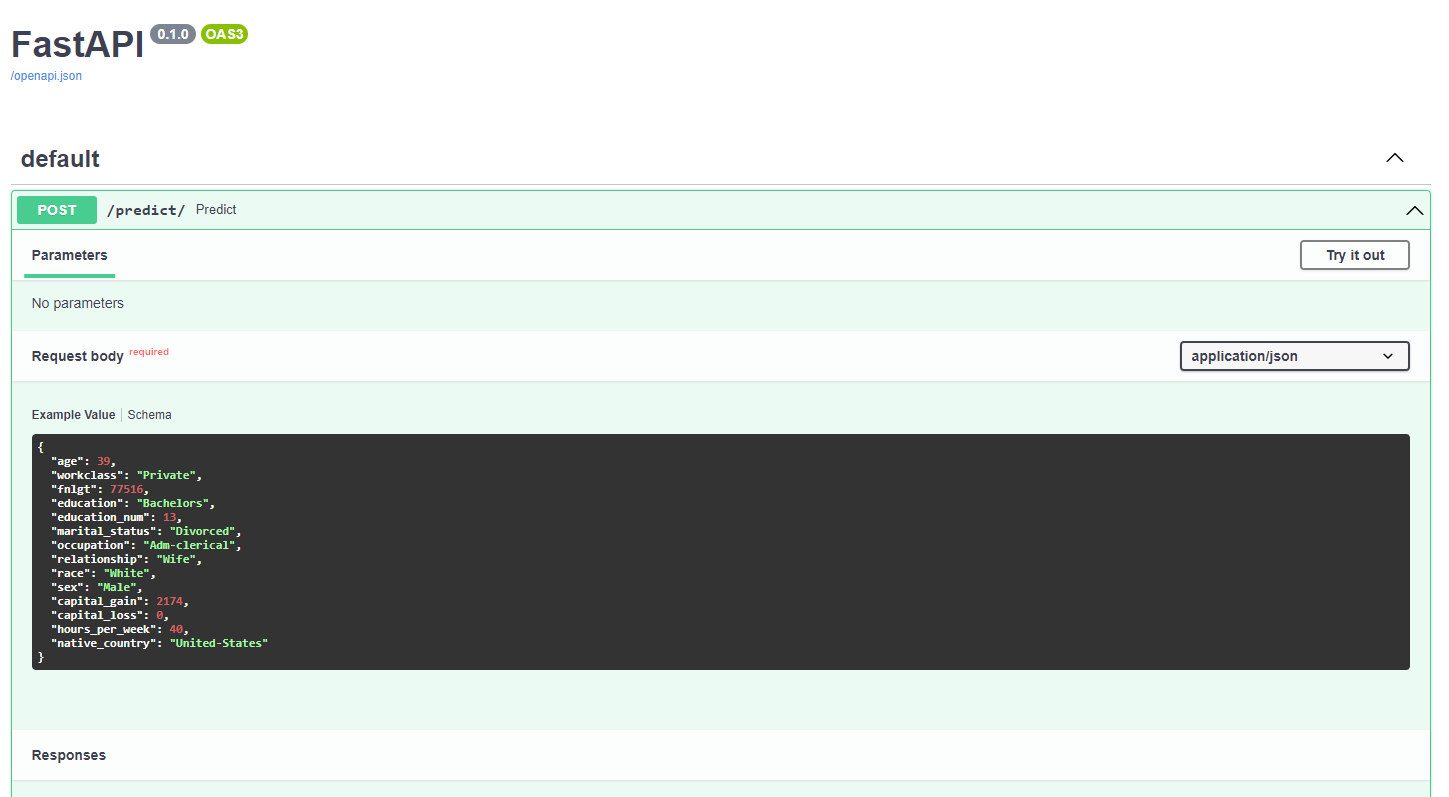 FastAPI 0.1.0 OAS3
/openapi.json
default
POST /predict/ Predict
Parameters Try it out
No parameters
Request body required application/json
Example Value Schema
{
"age": 39,
"workclass": "Private",
"fnlgt": 77516,
"education": "Bachelors",
"education_num": 13,
"marital_status": "Divorced",
"occupation": "Adm-clerical",
"relationship": "Wife",
"race": "White",
"sex": "Male",
"capital_gain": 2174,
"capital_loss": 0,
"hours_per_week": 40,
"native_country": "United-States"
}
Responses